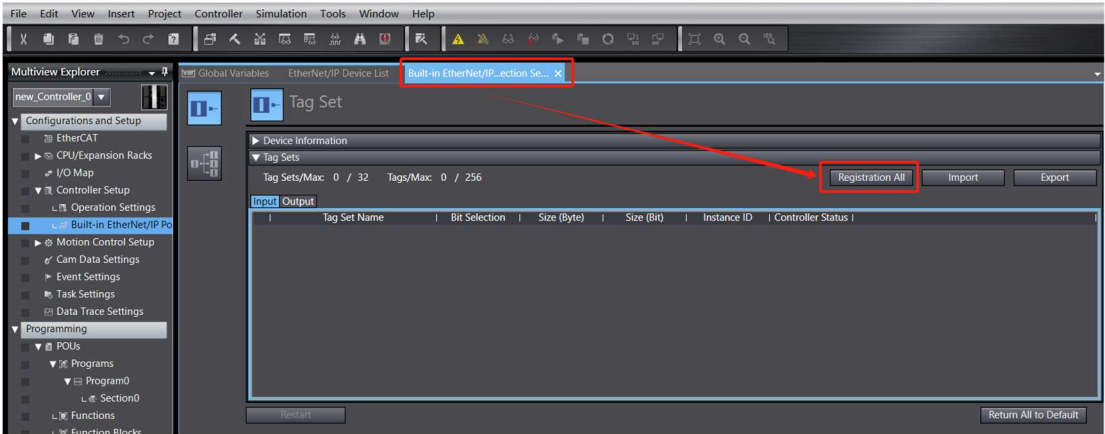 File Edit View Insert Project Controller Simulation Tools Window Help
Multiview Explorer
Global Variables EtherNet/IP Device List Built-in EtherNet/IP...ection Se...
new_Controller_0
Tag Set
Configurations and Setup
EtherCAT
CPU/Expansion Racks
I/O Map
Controller Setup
Operation Settings
Built-in EtherNet/IP Po
Motion Control Setup
Cam Data Settings
Event Settings
Task Settings
Data Trace Settings
Programming
POUs
Programs
Program0
Section0
Functions
Function Blocks
Device Information
Tag Sets
Tag Sets/Max: 0 / 32 Tags/Max: 0 / 256 Registration All Import Export
Input Output
Tag Set Name | Bit Selection | Size (Byte) | Size (Bit) | Instance ID | Controller Status |
Restart Return All to Default